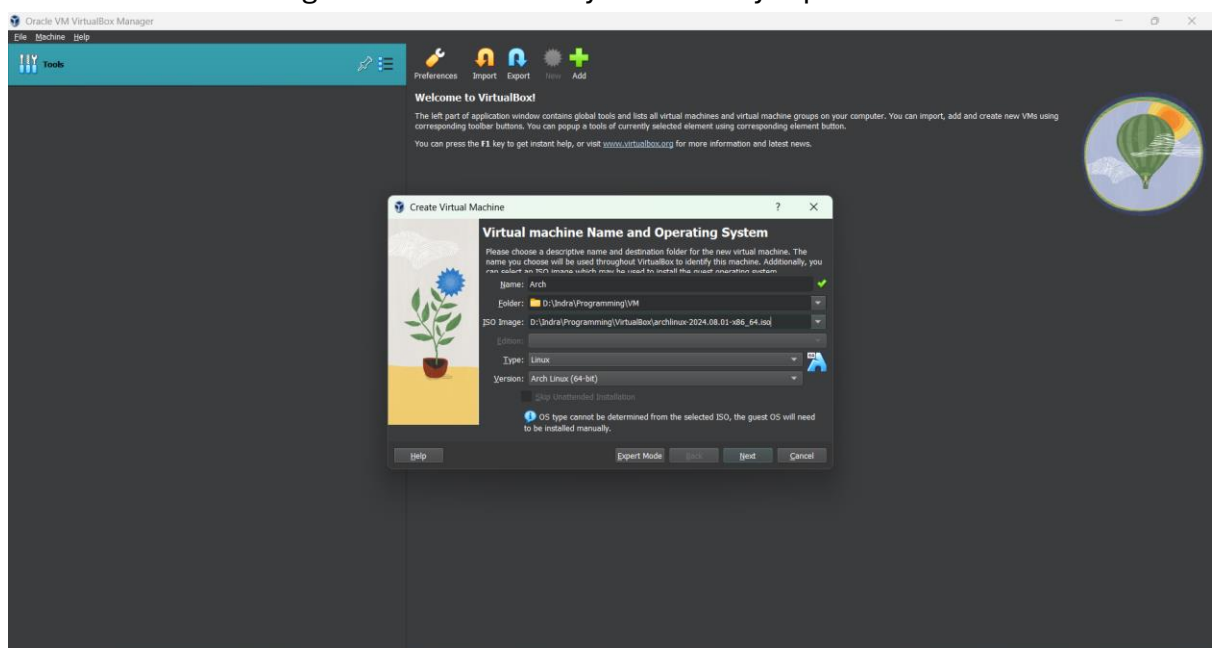 Oracle VM VirtualBox Manager
File Machine Help
Tools
Preferences Import Export New Add
Welcome to VirtualBox!
The left part of application window contains global tools and lists all virtual machines and virtual machine groups on your computer. You can import, add and create new VMs using
corresponding toolbar buttons. You can popup a tools of currently selected element using corresponding element button.
You can press the F1 key to get instant help, or visit www.virtualbox.org for more information and latest news.
Create Virtual Machine
Virtual machine Name and Operating System
Please choose a descriptive name and destination folder for the new virtual machine. The
name you choose will be used throughout VirtualBox to identify this machine. Additionally, you
can select an ISO image which may be used to install the guest operating system.
Name: Arch
Folder: D:\Indra\Programming\VM
ISO Image: D:\Indra\Programming\VirtualBox\archlinux-2024.08.01-x86_64.iso
Edition:
Type: Linux
Version: Arch Linux (64-bit)
Skip Unattended Installation
OS type cannot be determined from the selected ISO, the guest OS will need
to be installed manually.
Help Expert Mode Back Next Cancel